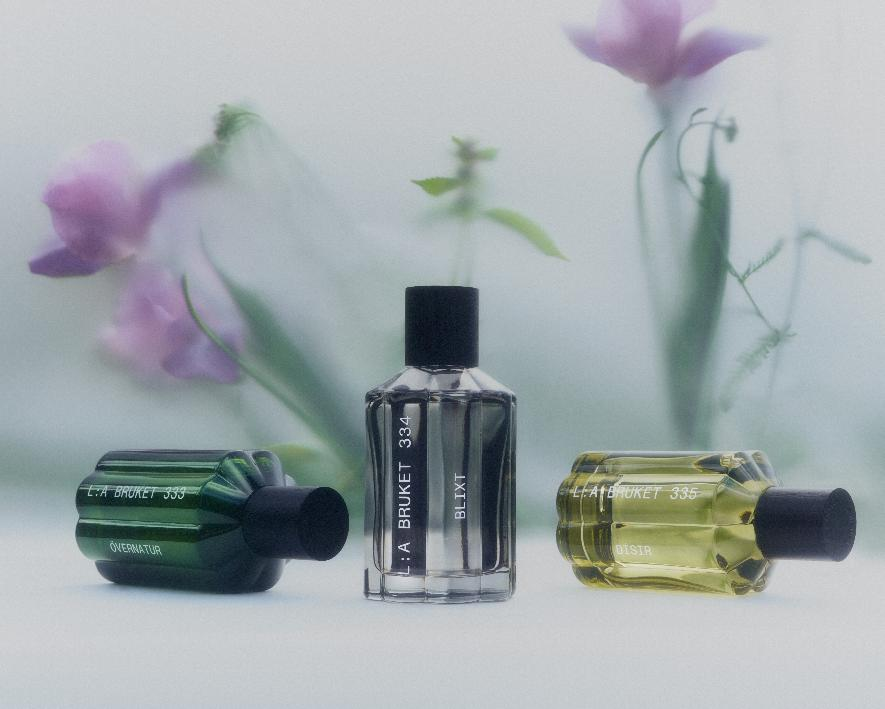 L:A BRUKET 333
ÖVERNATUR
L:A BRUKET 334
BLIXT
L:A BRUKET 335
DISIR